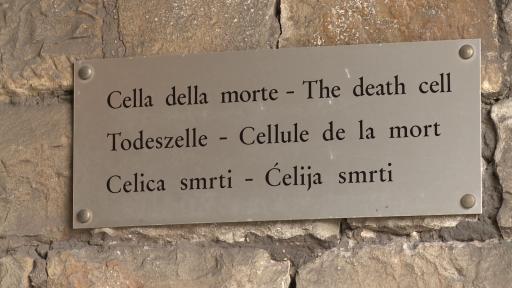 Cella della morte - The death cell
Todeszelle - Cellule de la mort
Celica smrti - Ćelija smrti